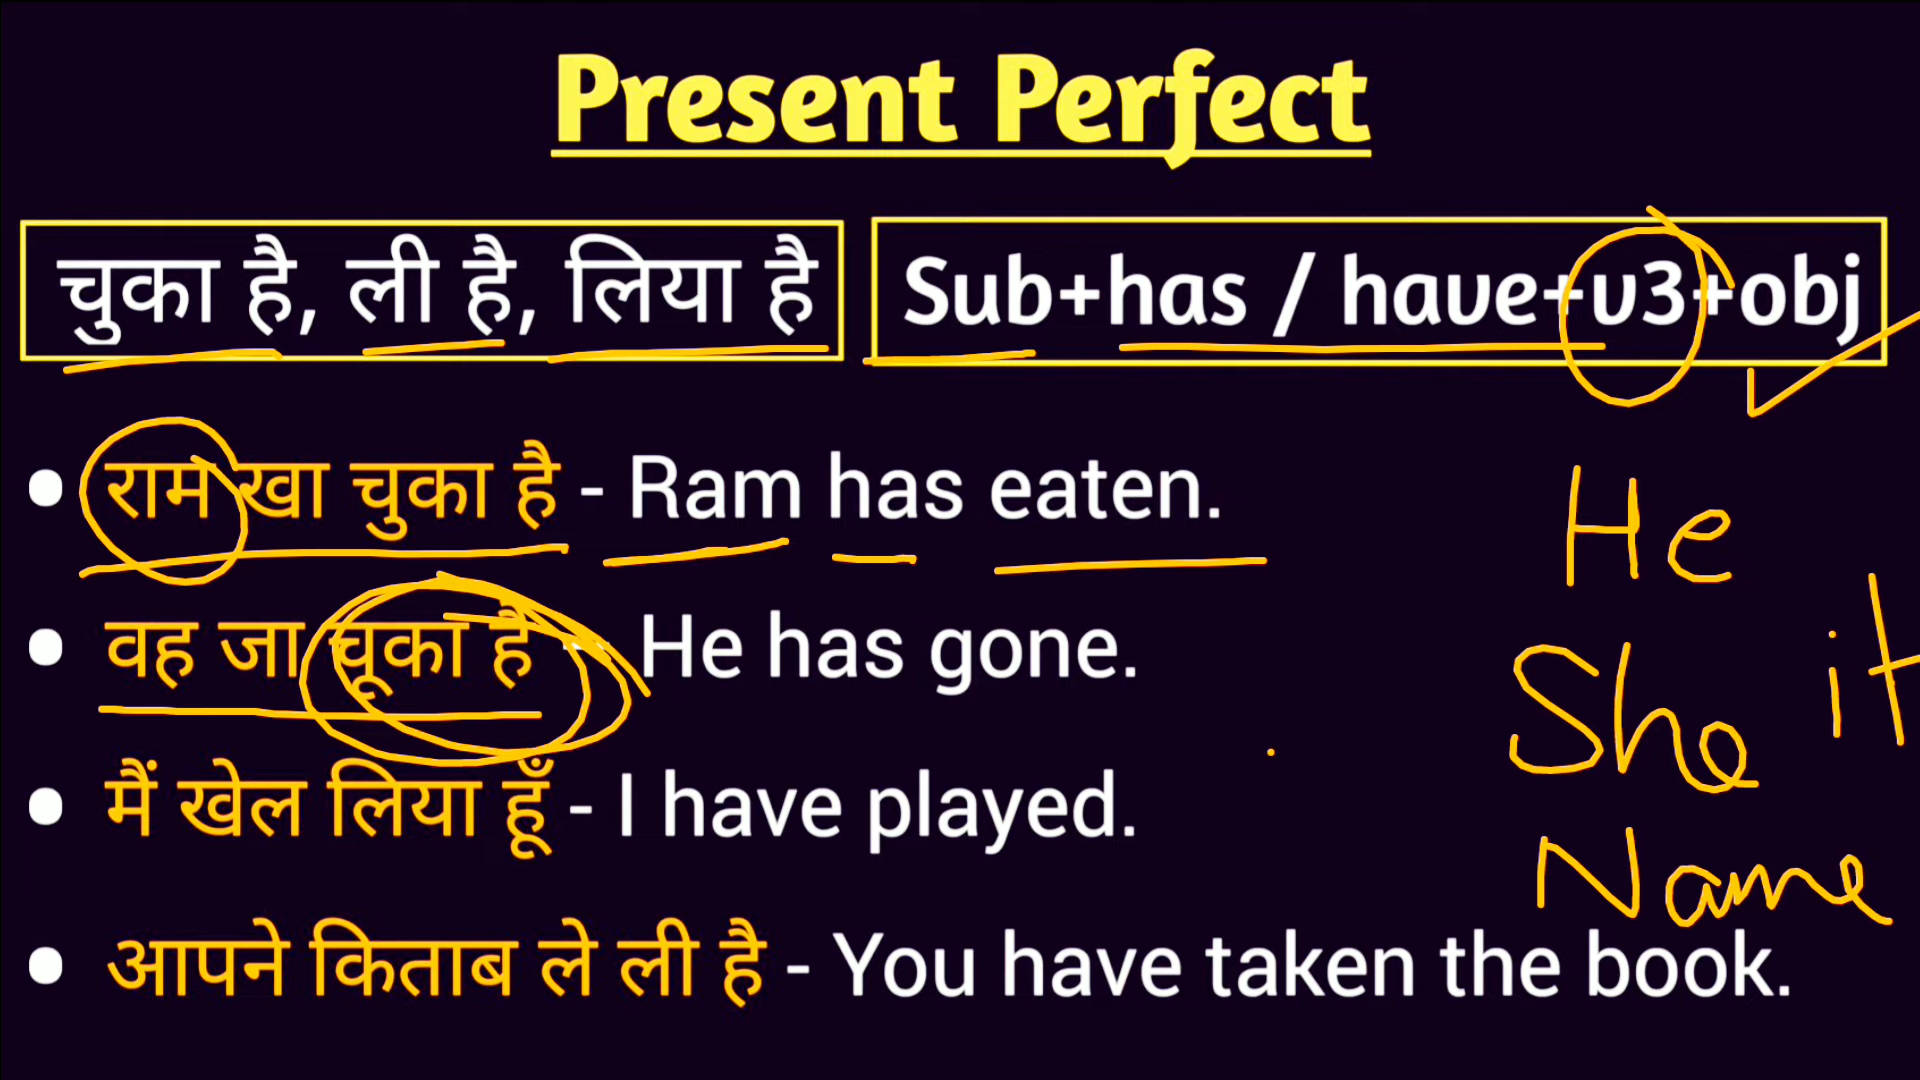 Present Perfect
चुका है, ली है, लिया है
Sub+has / have+v3+obj
राम खा चुका है - Ram has eaten.
वह जा चूका है - He has gone.
मैं खेल लिया हूँ - I have played.
आपने किताब ले ली है - You have taken the book.
He
She it
Name